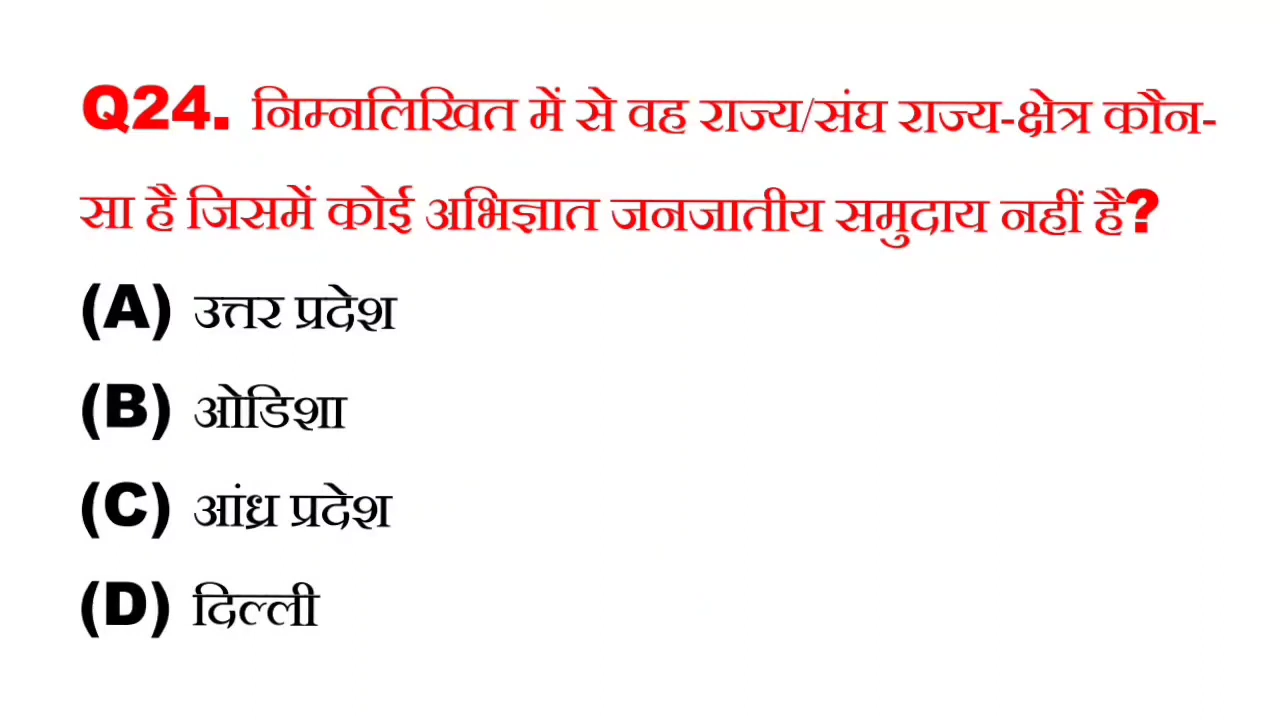 Q24. निम्नलिखित में से वह राज्य/संघ राज्य-क्षेत्र कौन-
सा है जिसमें कोई अभिज्ञात जनजातीय समुदाय नहीं है?
(A) उत्तर प्रदेश
(B) ओडिशा
(C) आंध्र प्रदेश
(D) दिल्ली